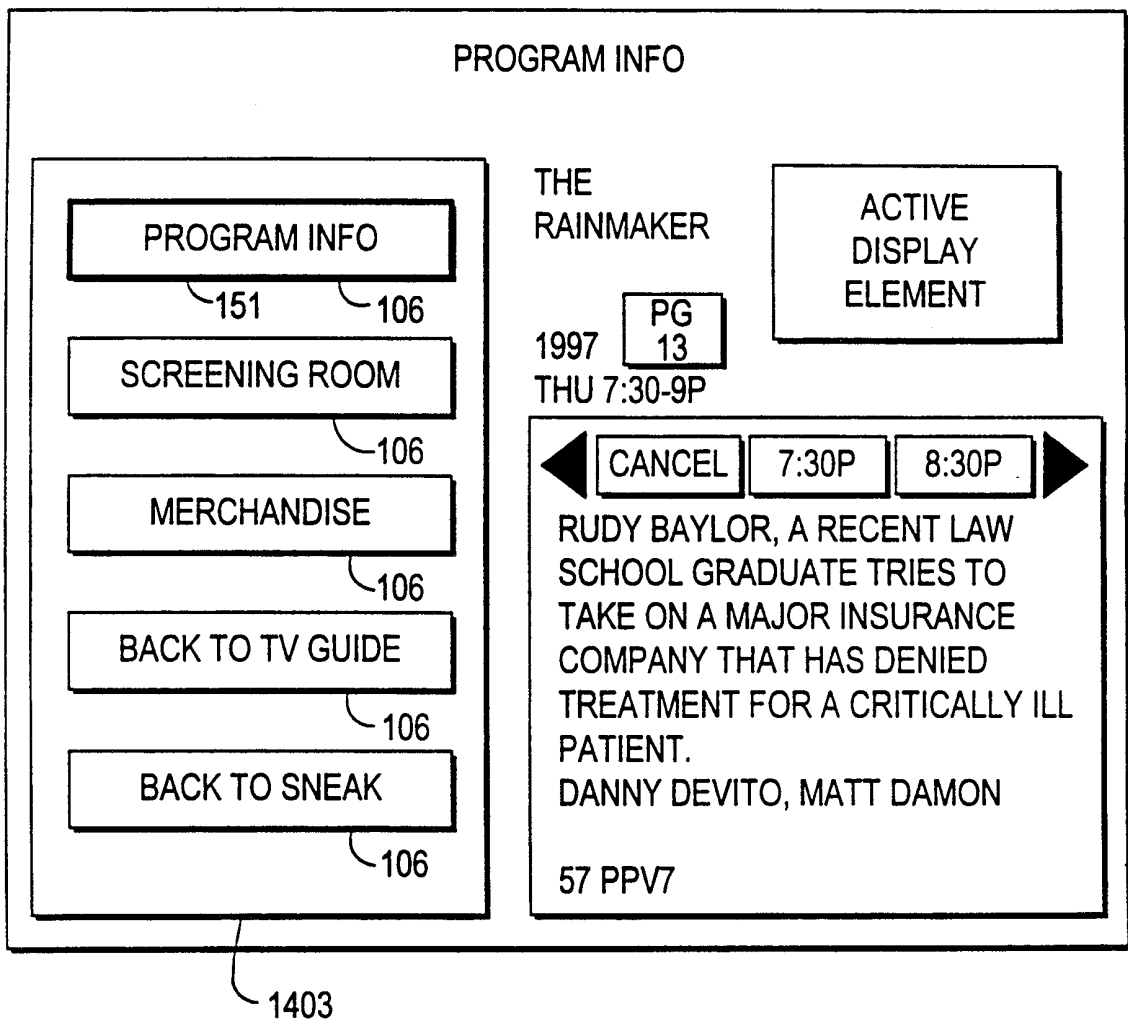 PROGRAM INFO
PROGRAM INFO
151
106
SCREENING ROOM
106
MERCHANDISE
106
BACK TO TV GUIDE
106
BACK TO SNEAK
106
1403
THE
RAINMAKER
ACTIVE
DISPLAY
ELEMENT
1997
PG
13
THU 7:30-9P
CANCEL 7:30P 8:30P
RUDY BAYLOR, A RECENT LAW
SCHOOL GRADUATE TRIES TO
TAKE ON A MAJOR INSURANCE
COMPANY THAT HAS DENIED
TREATMENT FOR A CRITICALLY ILL
PATIENT.
DANNY DEVITO, MATT DAMON
57 PPV7